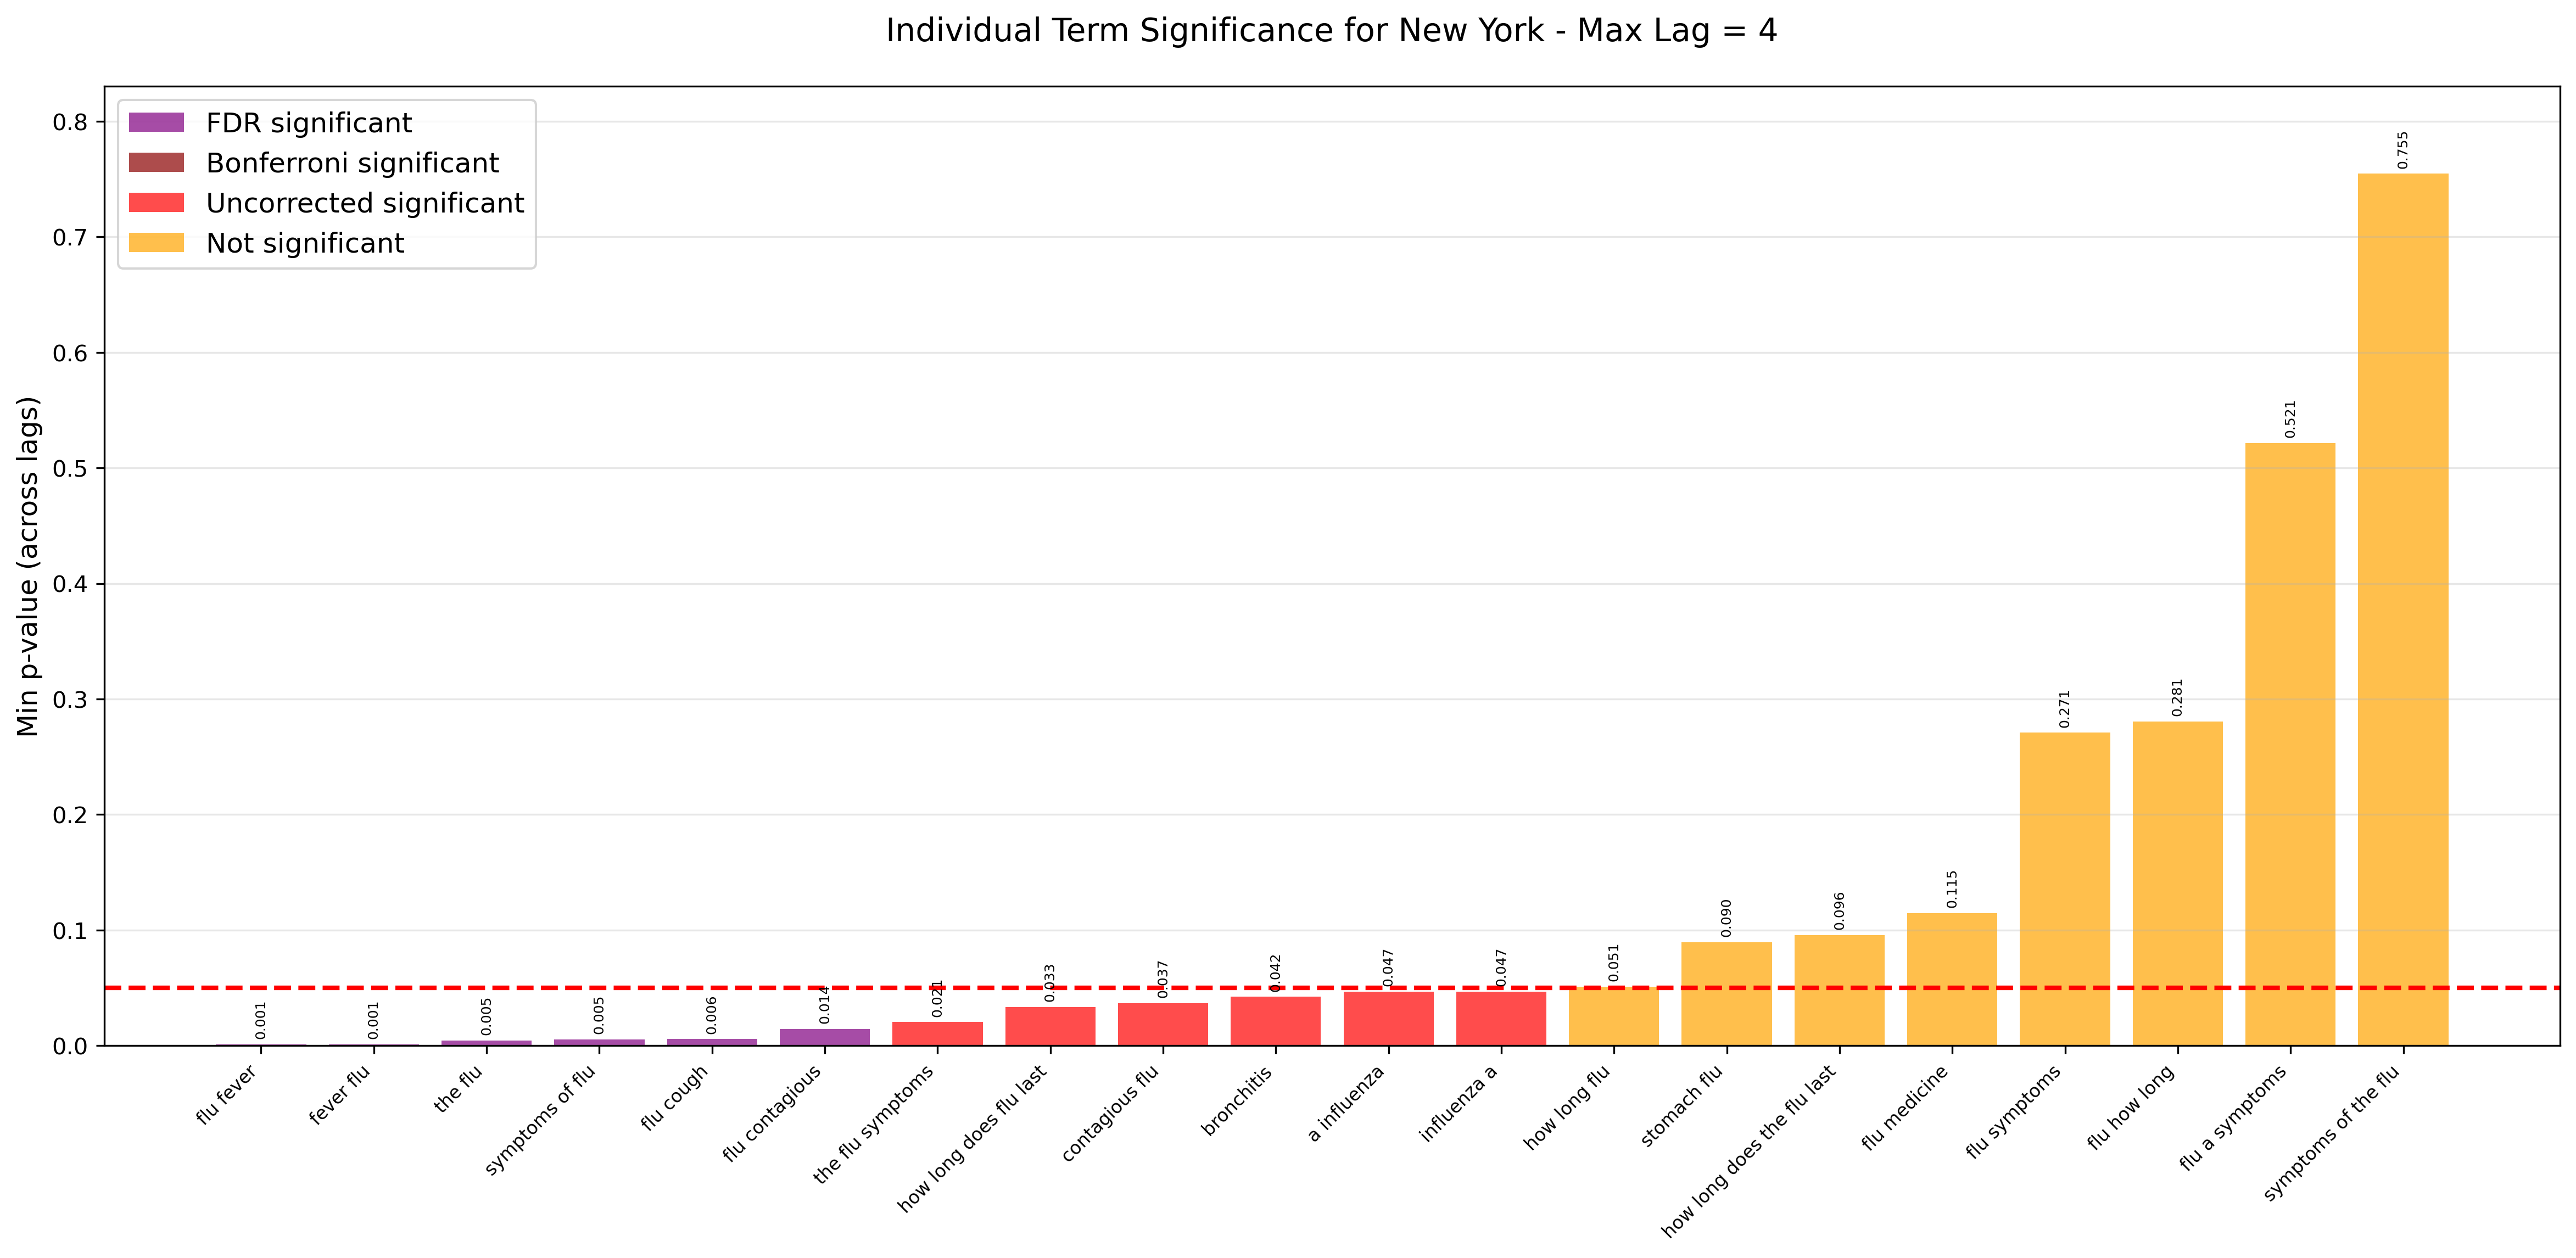 Individual Term Significance for New York - Max Lag = 4
FDR significant
Bonferroni significant
Uncorrected significant
Not significant
Min p-value (across lags)
0.8
0.7
0.6
0.5
0.4
0.3
0.2
0.1
0.0
0.001
0.001
0.005
0.005
0.006
0.014
0.021
0.033
0.037
0.042
0.047
0.047
0.051
0.090
0.096
0.115
0.271
0.281
0.521
0.755
flu fever
fever flu
the flu
symptoms of flu
flu cough
flu contagious
the flu symptoms
how long does flu last
contagious flu
bronchitis
a influenza
influenza a
how long flu
stomach flu
how long does the flu last
flu medicine
flu symptoms
flu how long
flu a symptoms
symptoms of the flu